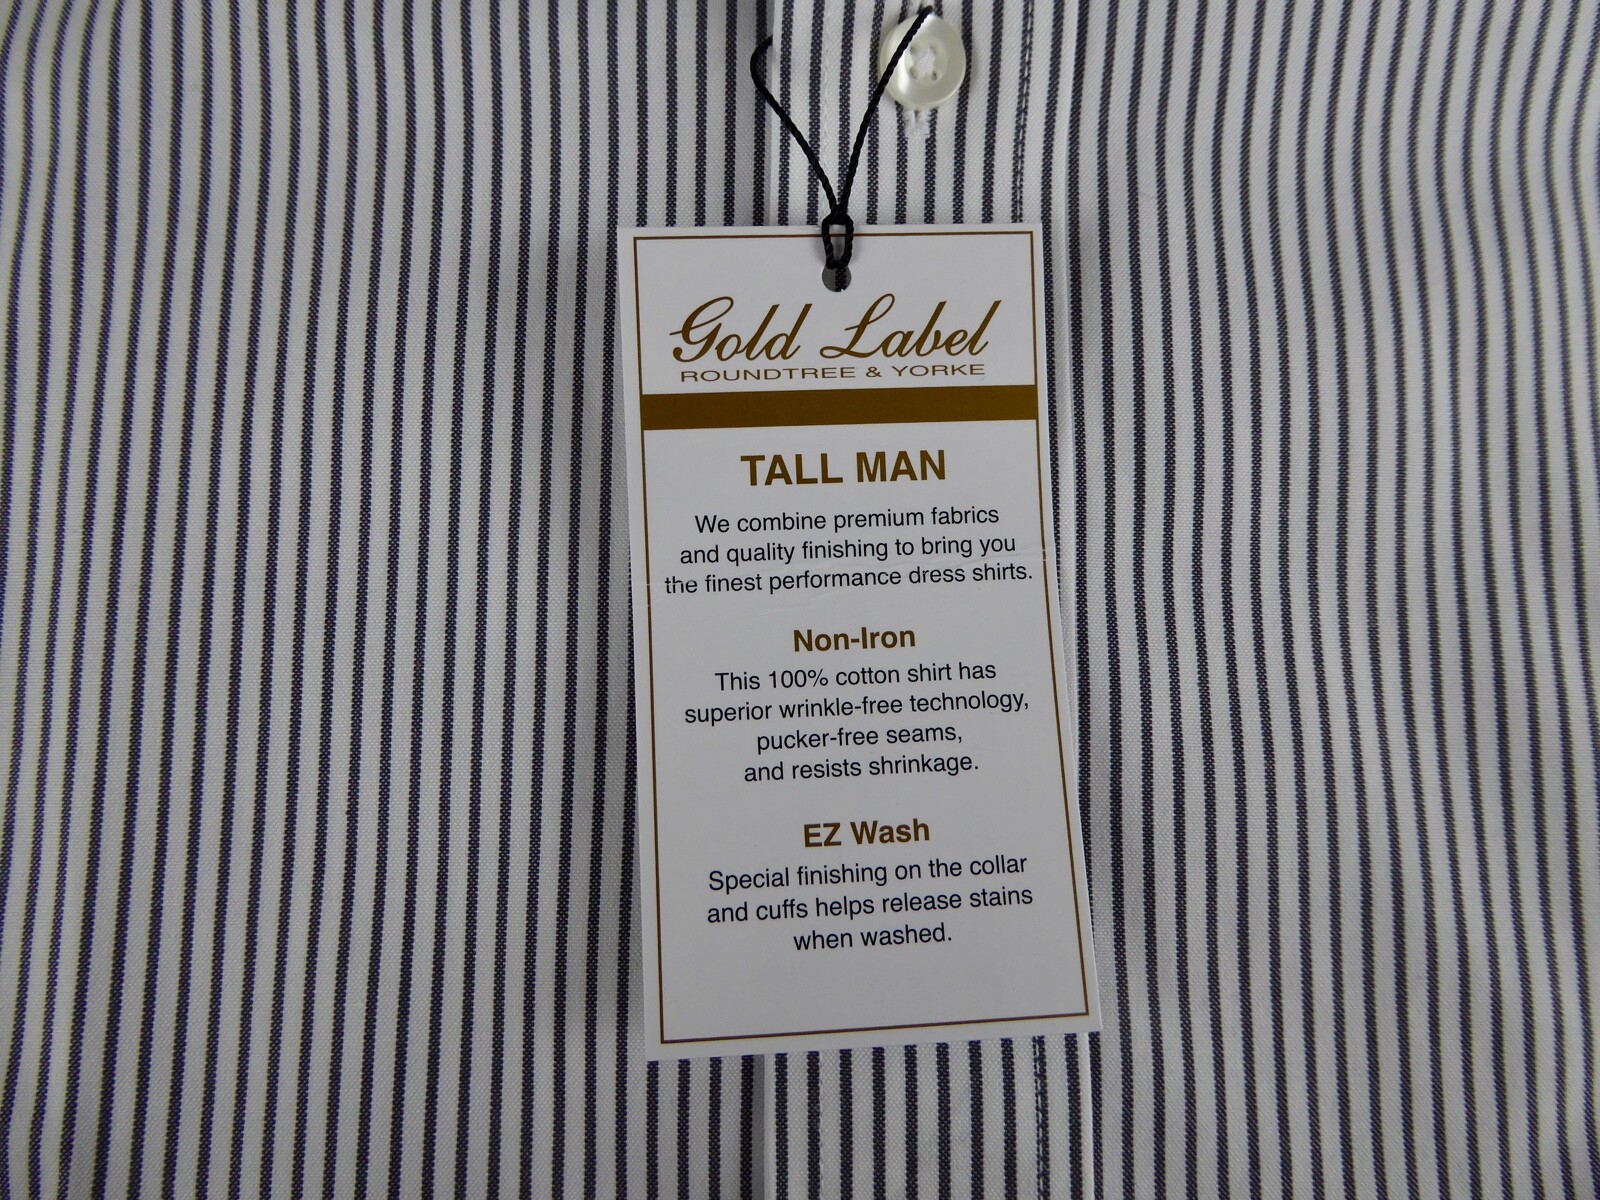 Gold Label
ROUNDTREE & YORKE
TALL MAN
We combine premium fabrics
and quality finishing to bring you
the finest performance dress shirts.
Non-Iron
This 100% cotton shirt has
superior wrinkle-free technology,
pucker-free seams,
and resists shrinkage.
EZ Wash
Special finishing on the collar
and cuffs helps release stains
when washed.